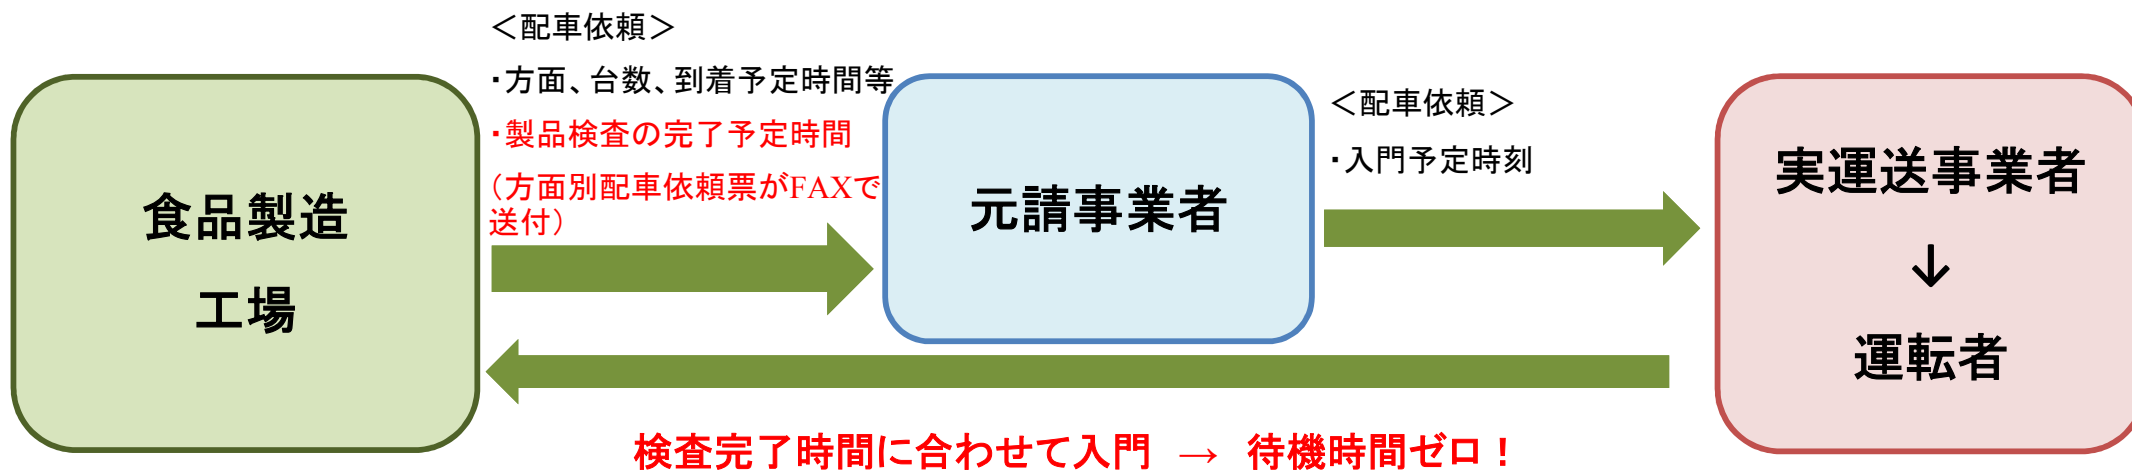 ＜配車依頼＞
・方面、台数、到着予定時間等
・製品検査の完了予定時間
（方面別配車依頼票がFAXで
送付）
食品製造
工場
元請事業者
＜配車依頼＞
・入門予定時刻
実運送事業者
↓
運転者
検査完了時間に合わせて入門 → 待機時間ゼロ！